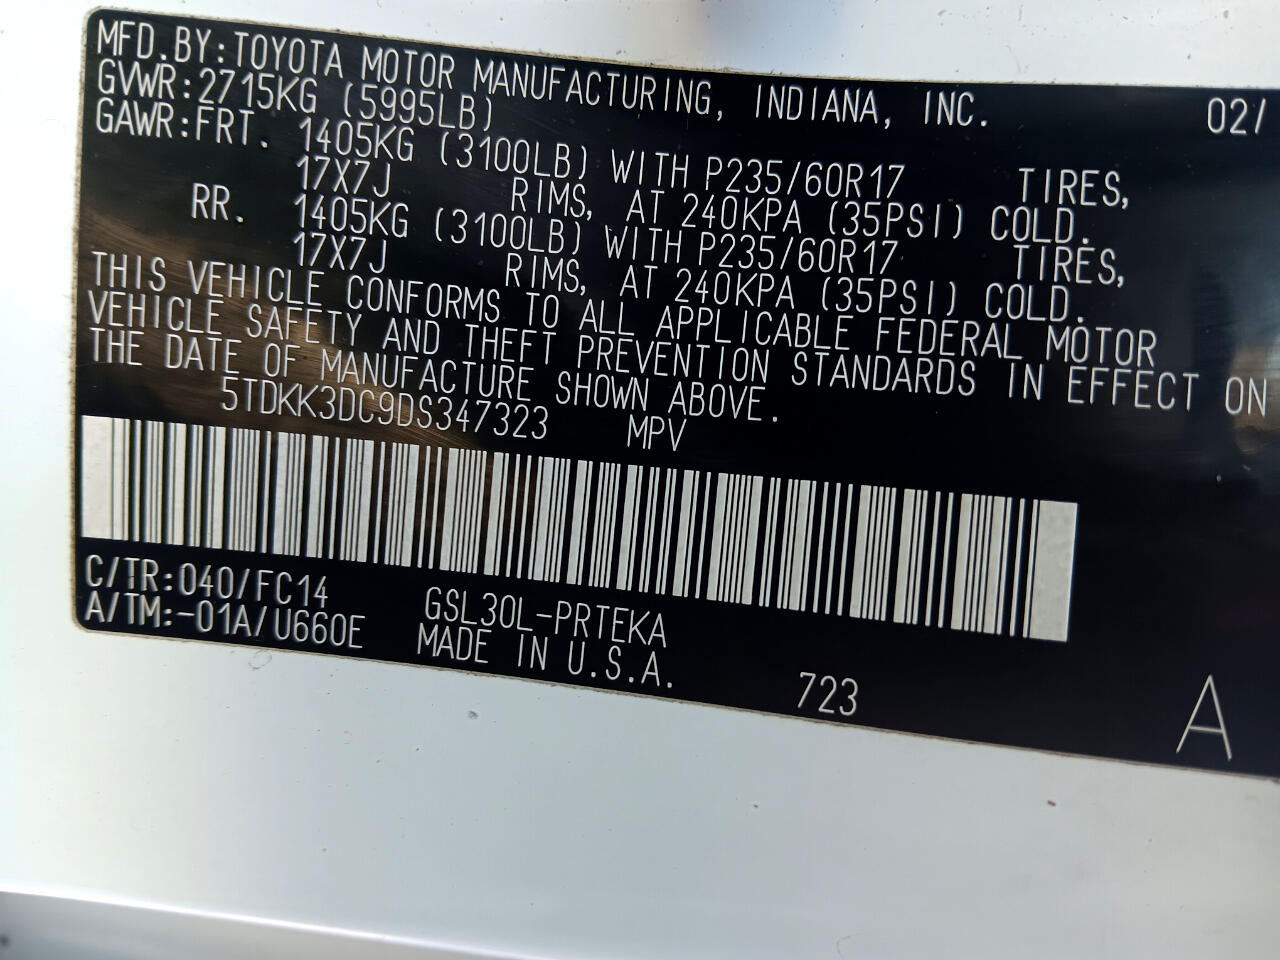 MFD.BY:TOYOTA MOTOR MANUFACTURING, INDIANA, INC. 02/
GVWR:2715KG (5995LB)
GAWR:FRT. 1405KG (3100LB) WITH P235/60R17 TIRES,
17X7J RIMS, AT 240KPA (35PSI) COLD.
RR. 1405KG (3100LB) WITH P235/60R17 TIRES,
17X7J RIMS, AT 240KPA (35PSI) COLD.
THIS VEHICLE CONFORMS TO ALL APPLICABLE FEDERAL MOTOR
VEHICLE SAFETY AND THEFT PREVENTION STANDARDS IN EFFECT ON
THE DATE OF MANUFACTURE SHOWN ABOVE.
5TDKK3DC9DS347323 MPV
C/TR:040/FC14 GSL30L-PRTEKA
A/TM:-01A/U660E MADE IN U.S.A.
723
A